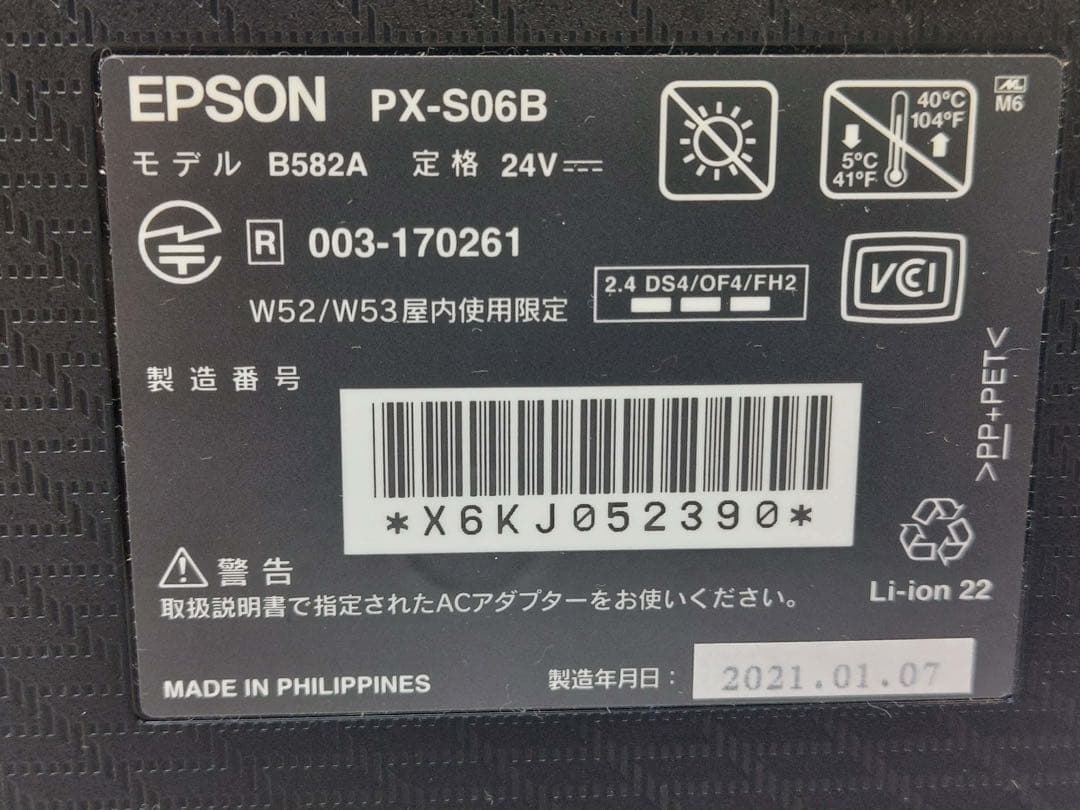 EPSON PX-S06B
モデル B582A 定格 24V⎓
40°C
104°F
5°C
41°F
M6
R 003-170261
W52/W53屋内使用限定
2.4 DS4/OF4/FH2
VCI
製造番号
*X6KJ052390*
>PP+PET<
警告
取扱説明書で指定されたACアダプターをお使いください。
Li-ion 22
MADE IN PHILIPPINES
製造年月日：2021.01.07